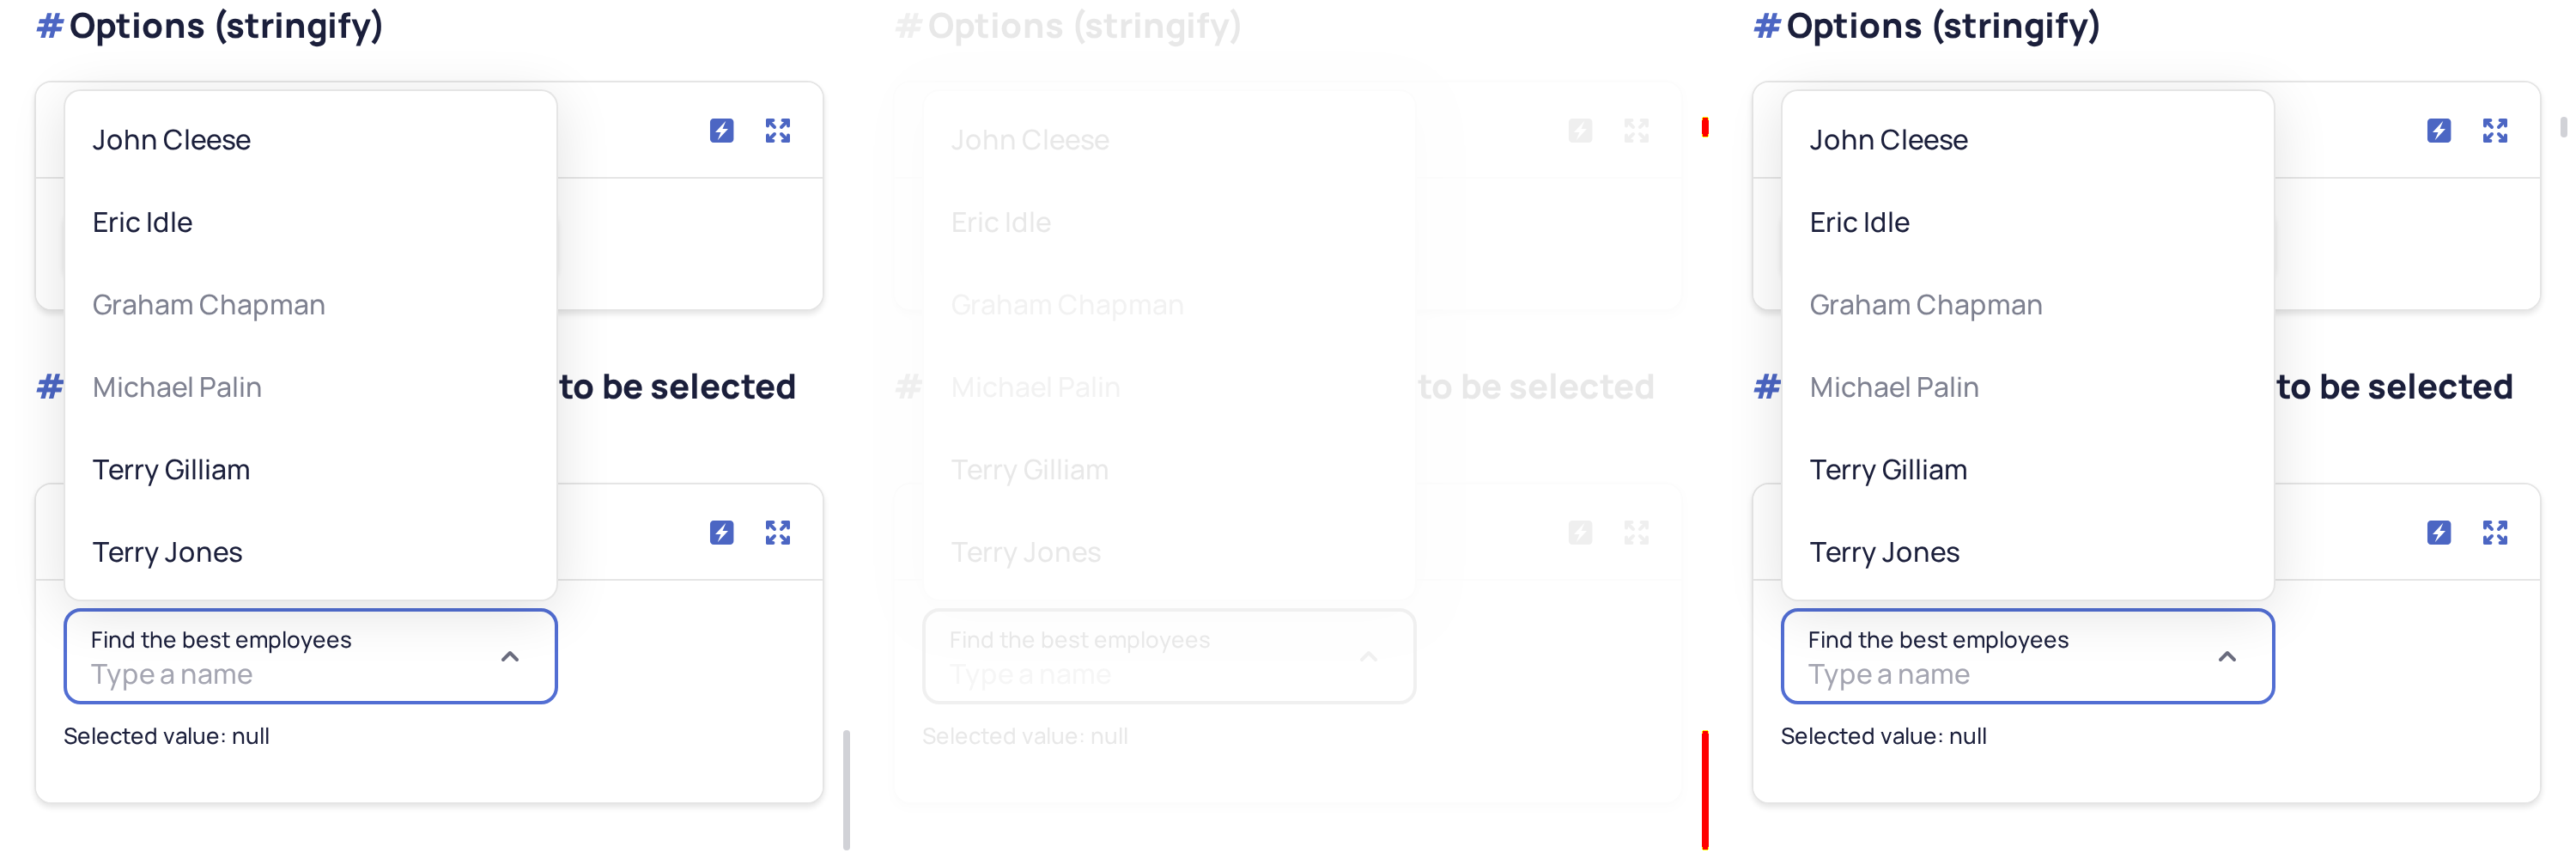 # Options (stringify)
John Cleese
Eric Idle
Graham Chapman
# Michael Palin to be selected
Terry Gilliam
Terry Jones
Find the best employees
Type a name
Selected value: null
# Options (stringify)
John Cleese
Eric Idle
Graham Chapman
# Michael Palin to be selected
Terry Gilliam
Terry Jones
Find the best employees
Type a name
Selected value: null
# Options (stringify)
John Cleese
Eric Idle
Graham Chapman
# Michael Palin to be selected
Terry Gilliam
Terry Jones
Find the best employees
Type a name
Selected value: null